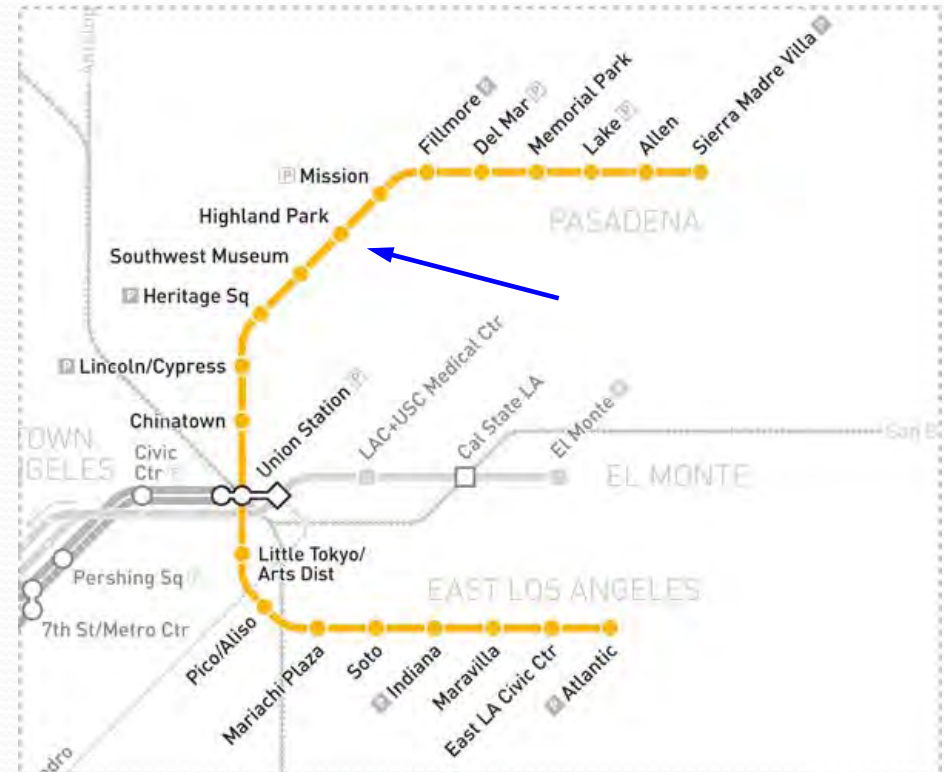 Sierra Madre Villa P
Fillmore P
Del Mar P
Memorial Park
Lake P
Allen
P Mission
Highland Park
PASADENA
Southwest Museum
P Heritage Sq
P Lincoln/Cypress
Chinatown
Union Station P
LAC+USC Medical Ctr
Cal State LA
El Monte
Civic
Ctr
EL MONTE
Little Tokyo/
Arts Dist
Pershing Sq
EAST LOS ANGELES
7th St/Metro Ctr
Pico/Aliso
Mariachi Plaza
Soto
P Indiana
Maravilla
East LA Civic Ctr
P Atlantic